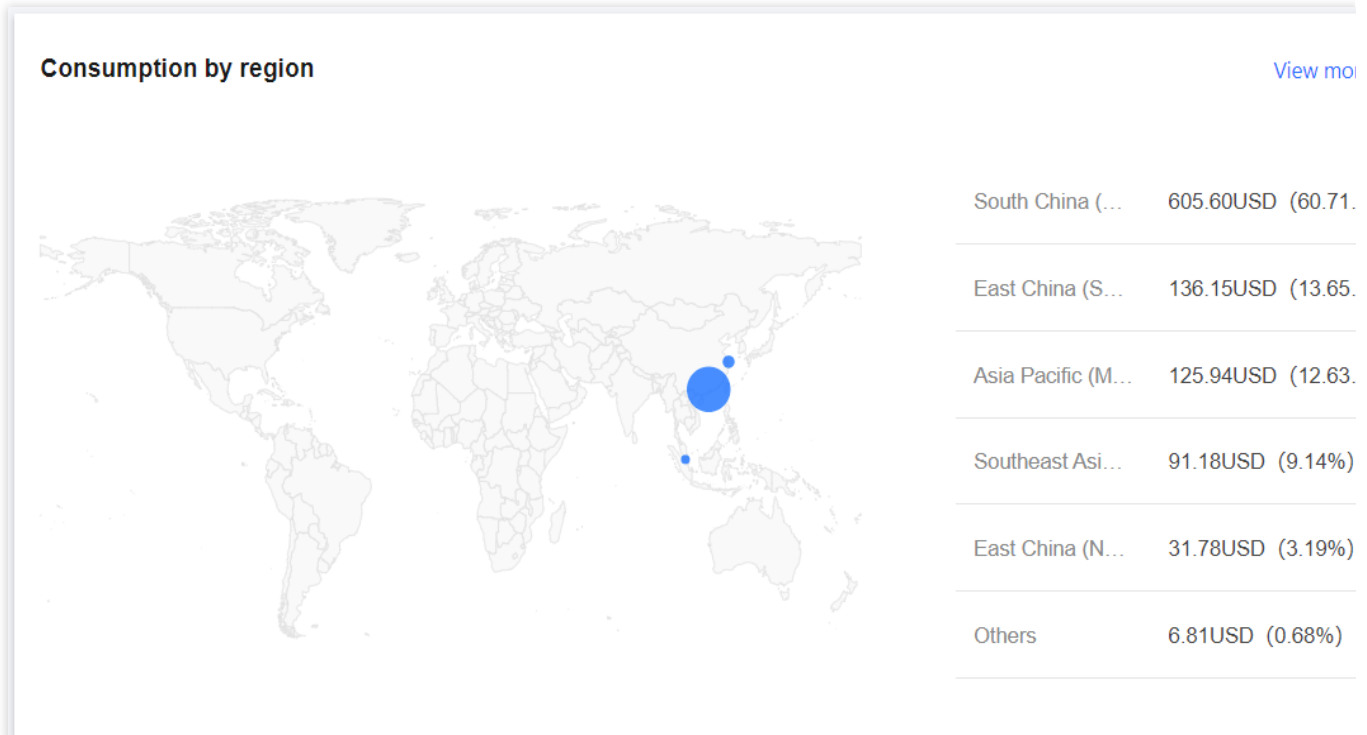 Consumption by region
View mor
South China (... 605.60USD (60.71.
East China (S... 136.15USD (13.65.
Asia Pacific (M... 125.94USD (12.63.
Southeast Asi... 91.18USD (9.14%)
East China (N... 31.78USD (3.19%)
Others 6.81USD (0.68%)